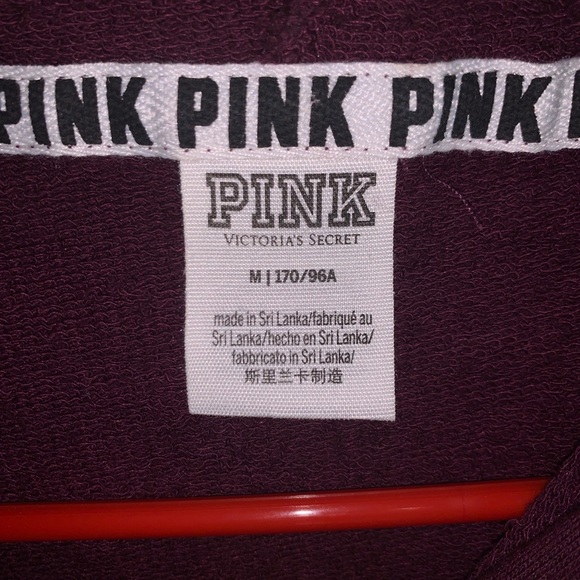 PINK PINK PINK
PINK
VICTORIA'S SECRET
M | 170/96A
made in Sri Lanka/fabriqué au
Sri Lanka/hecho en Sri Lanka/
fabbricato in Sri Lanka/
斯里兰卡制造